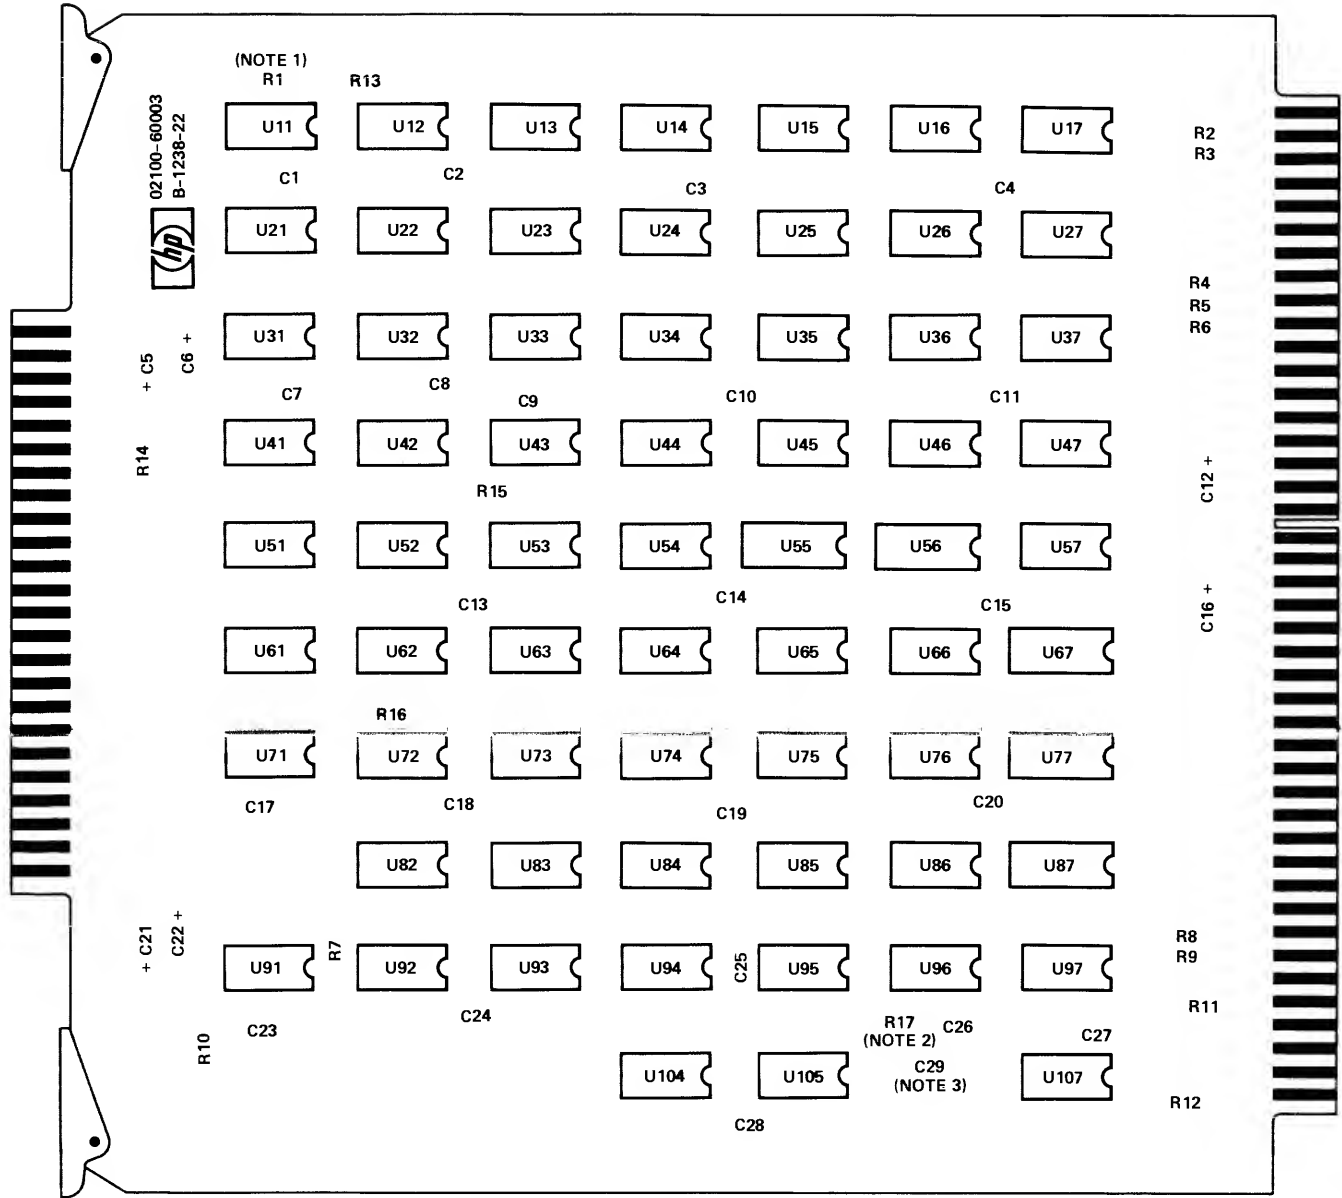 (NOTE 1)
R1
R13
02100-60003
B-1238-22
hp
U11 U12 U13 U14 U15 U16 U17
R2
R3
C1 C2 C3 C4
U21 U22 U23 U24 U25 U26 U27
R4
R5
R6
+ C5
C6 +
U31 U32 U33 U34 U35 U36 U37
C7 C8 C9 C10 C11
R14
U41 U42 U43 U44 U45 U46 U47
C12 +
R15
U51 U52 U53 U54 U55 U56 U57
C13 C14 C15
C16 +
U61 U62 U63 U64 U65 U66 U67
R16
U71 U72 U73 U74 U75 U76 U77
C17 C18 C19 C20
U82 U83 U84 U85 U86 U87
+ C21
C22 +
R8
R9
U91 R7 U92 U93 U94 C25 U95 U96 U97
R11
C23 C24
R17
(NOTE 2)
C26
C27
R10
U104 U105
C29
(NOTE 3)
U107
R12
C28